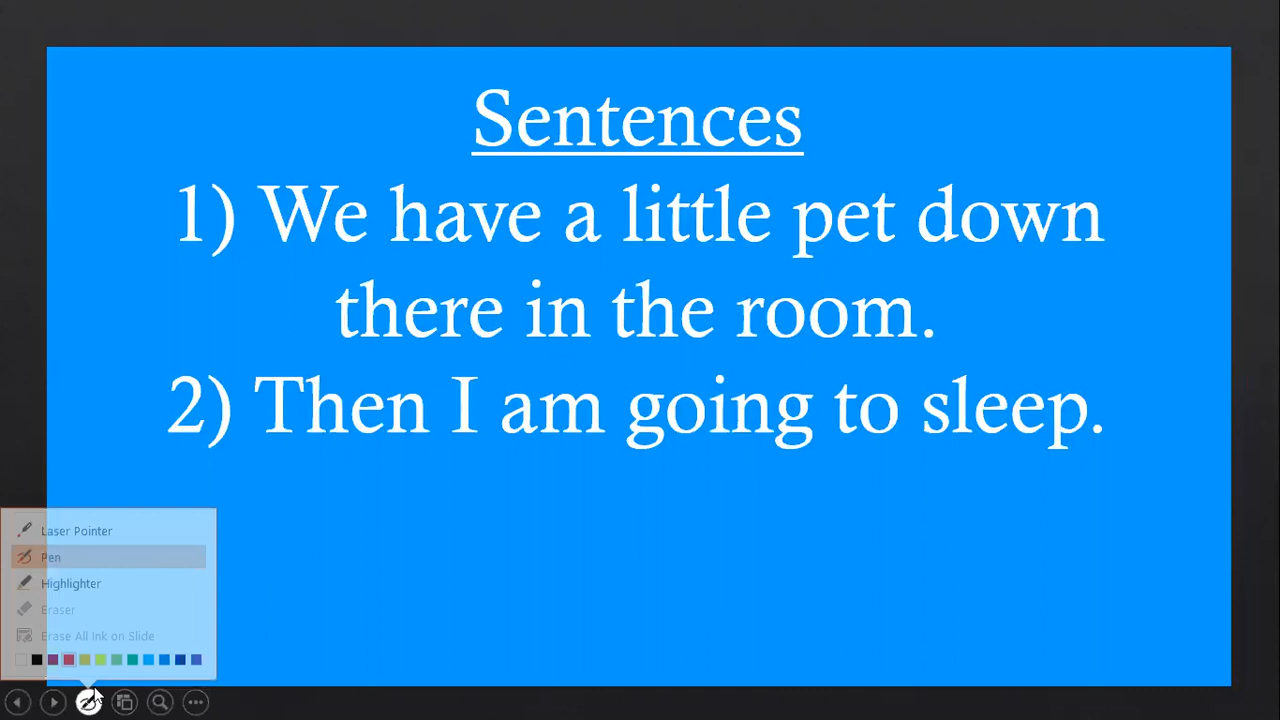 Sentences
1) We have a little pet down
there in the room.
2) Then I am going to sleep.
Laser Pointer
Pen
Highlighter
Eraser
Erase All Ink on Slide